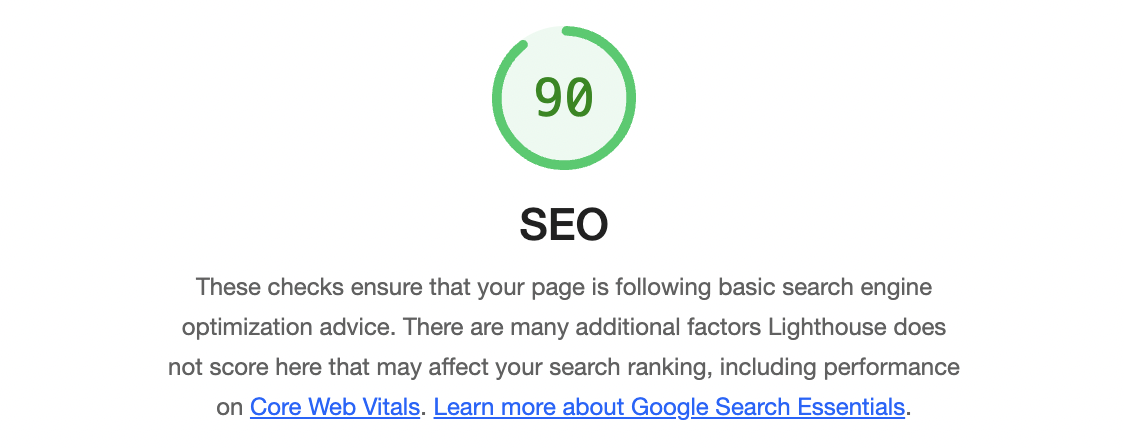 90
SEO
These checks ensure that your page is following basic search engine
optimization advice. There are many additional factors Lighthouse does
not score here that may affect your search ranking, including performance
on Core Web Vitals. Learn more about Google Search Essentials.